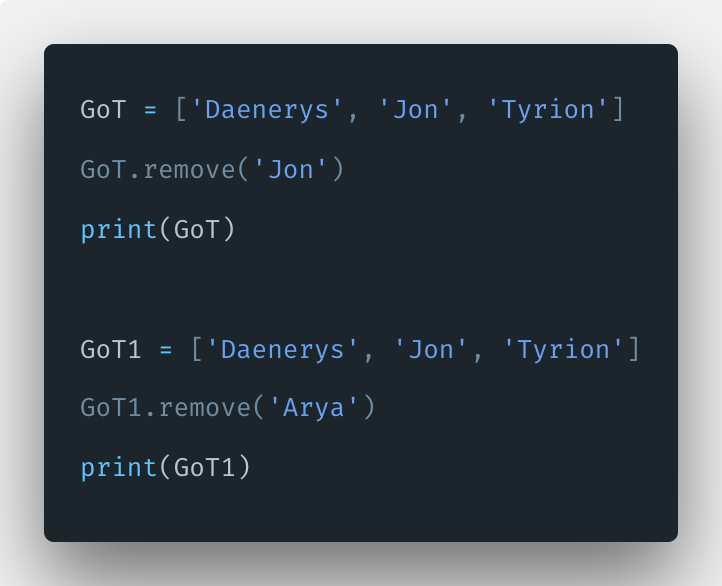 GoT = ['Daenerys', 'Jon', 'Tyrion']
GoT.remove('Jon')
print(GoT)
GoT1 = ['Daenerys', 'Jon', 'Tyrion']
GoT1.remove('Arya')
print(GoT1)